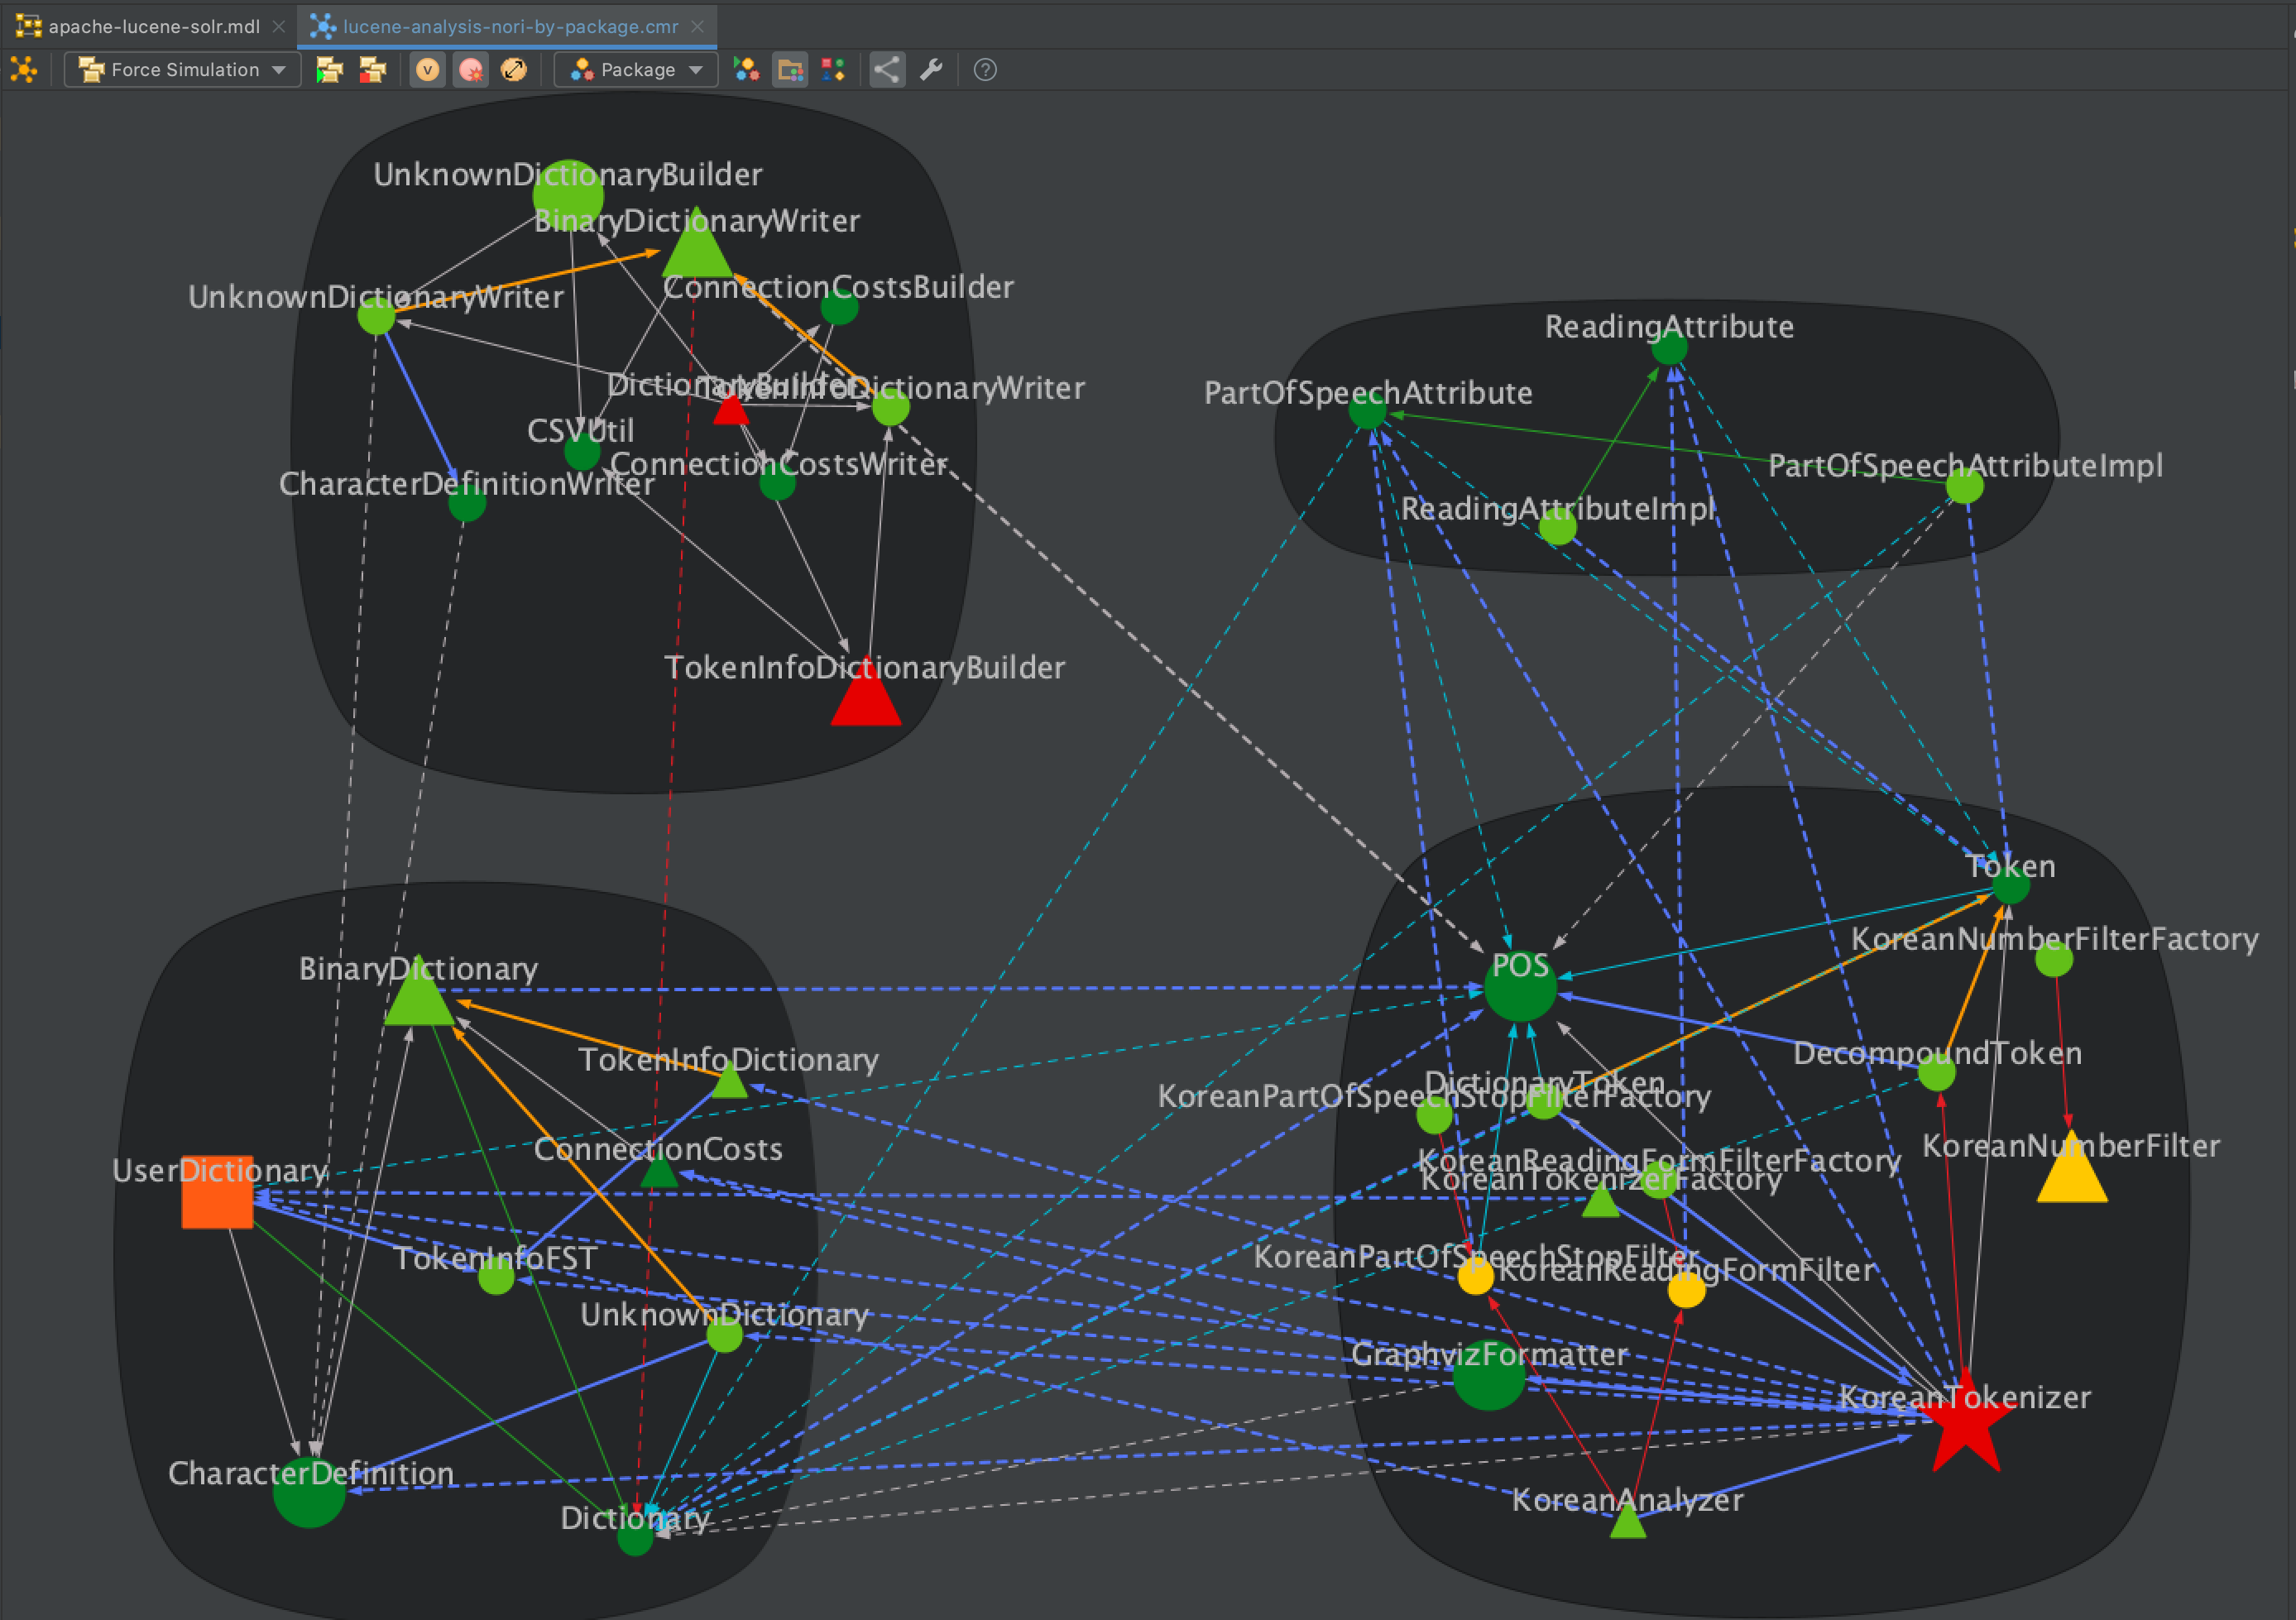 apache-lucene-solr.mdl
lucene-analysis-nori-by-package.cmr
Force Simulation
V
Package
?
UnknownDictionaryBuilder
BinaryDictionaryWriter
ConnectionCostsBuilder
UnknownDictionaryWriter
DictionaryBuilder
TokenInfoDictionaryWriter
CSVUtil
ConnectionCostsWriter
CharacterDefinitionWriter
TokenInfoDictionaryBuilder
ReadingAttribute
PartOfSpeechAttribute
PartOfSpeechAttributeImpl
ReadingAttributeImpl
BinaryDictionary
TokenInfoDictionary
ConnectionCosts
UserDictionary
TokenInfoFST
UnknownDictionary
CharacterDefinition
Dictionary
Token
KoreanNumberFilterFactory
POS
DecompoundToken
DictionaryToken
KoreanPartOfSpeechStopFilterFactory
KoreanNumberFilter
KoreanReadingFormFilterFactory
KoreanTokenizerFactory
KoreanPartOfSpeechStopFilter
KoreanReadingFormFilter
GraphvizFormatter
KoreanTokenizer
KoreanAnalyzer